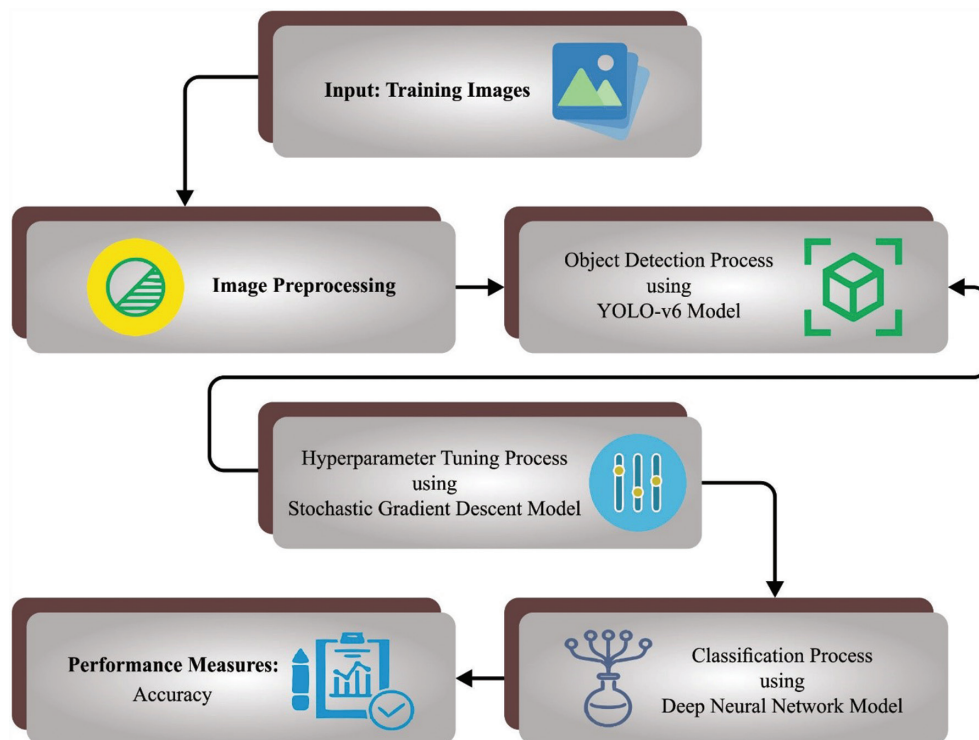 Input: Training Images
Image Preprocessing
Object Detection Process
using
YOLO-v6 Model
Hyperparameter Tuning Process
using
Stochastic Gradient Descent Model
Classification Process
using
Deep Neural Network Model
Performance Measures:
Accuracy